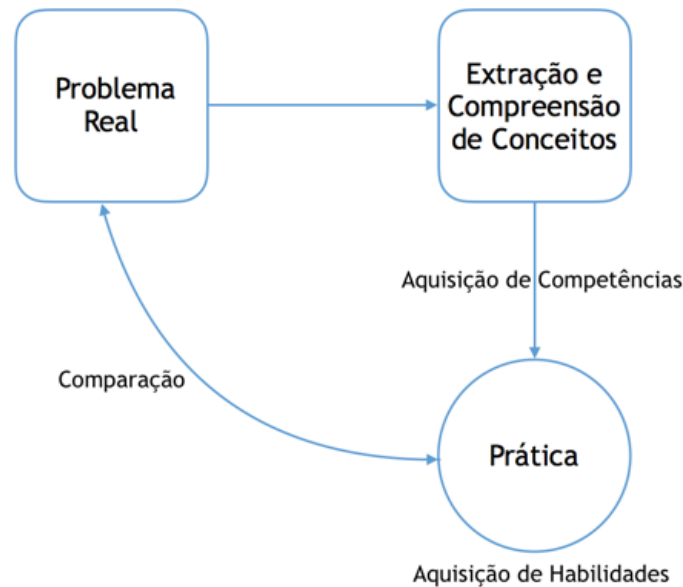 Problema
Real
Extração e
Compreensão
de Conceitos
Aquisição de Competências
Comparação
Prática
Aquisição de Habilidades